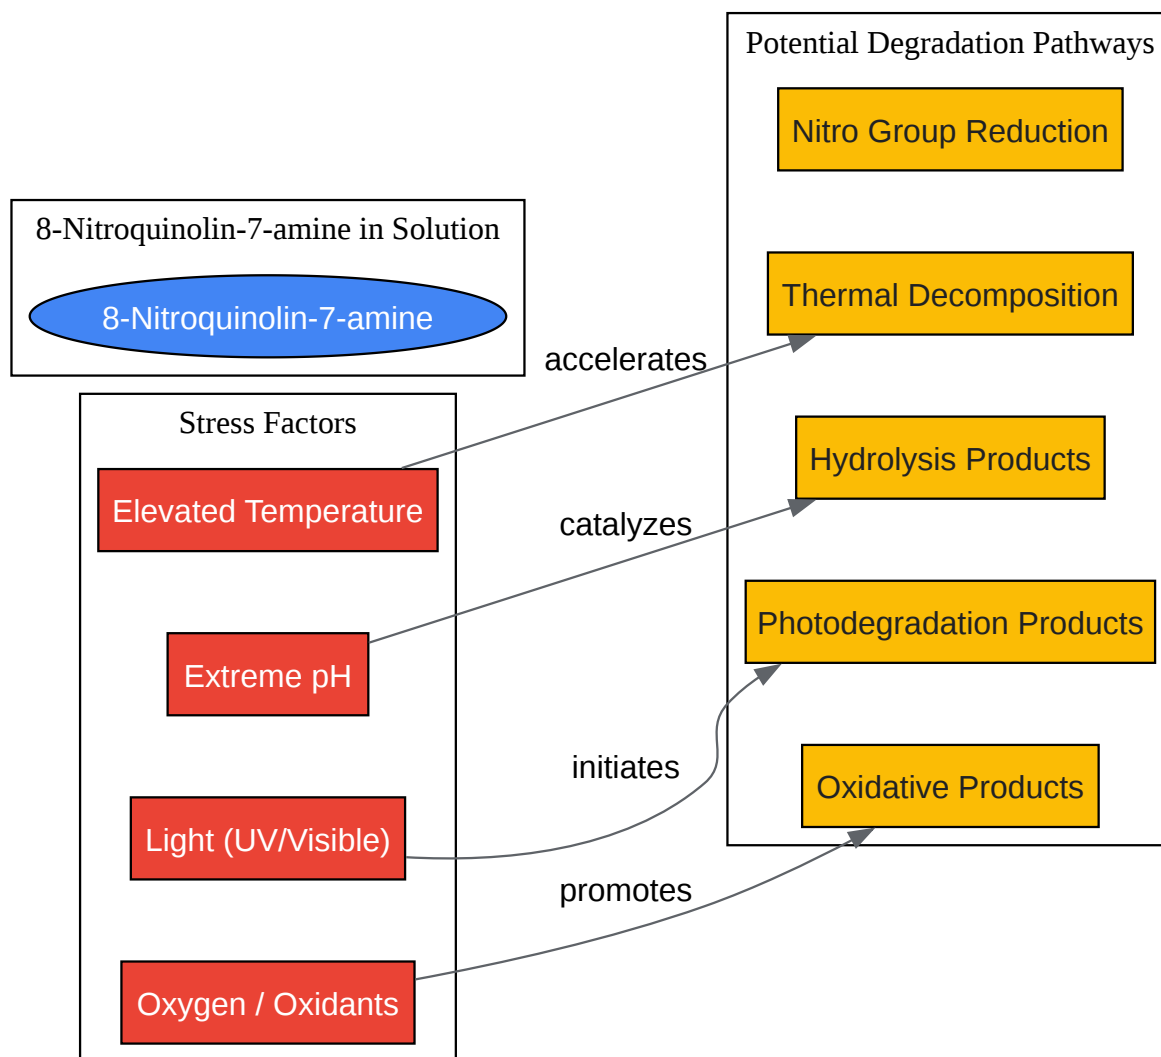 Potential Degradation Pathways
Nitro Group Reduction
8-Nitroquinolin-7-amine in Solution
Thermal Decomposition
8-Nitroquinolin-7-amine
accelerates
Stress Factors
Hydrolysis Products
Elevated Temperature
catalyzes
Photodegradation Products
Extreme pH
initiates
Oxidative Products
Light (UV/Visible)
promotes
Oxygen / Oxidants